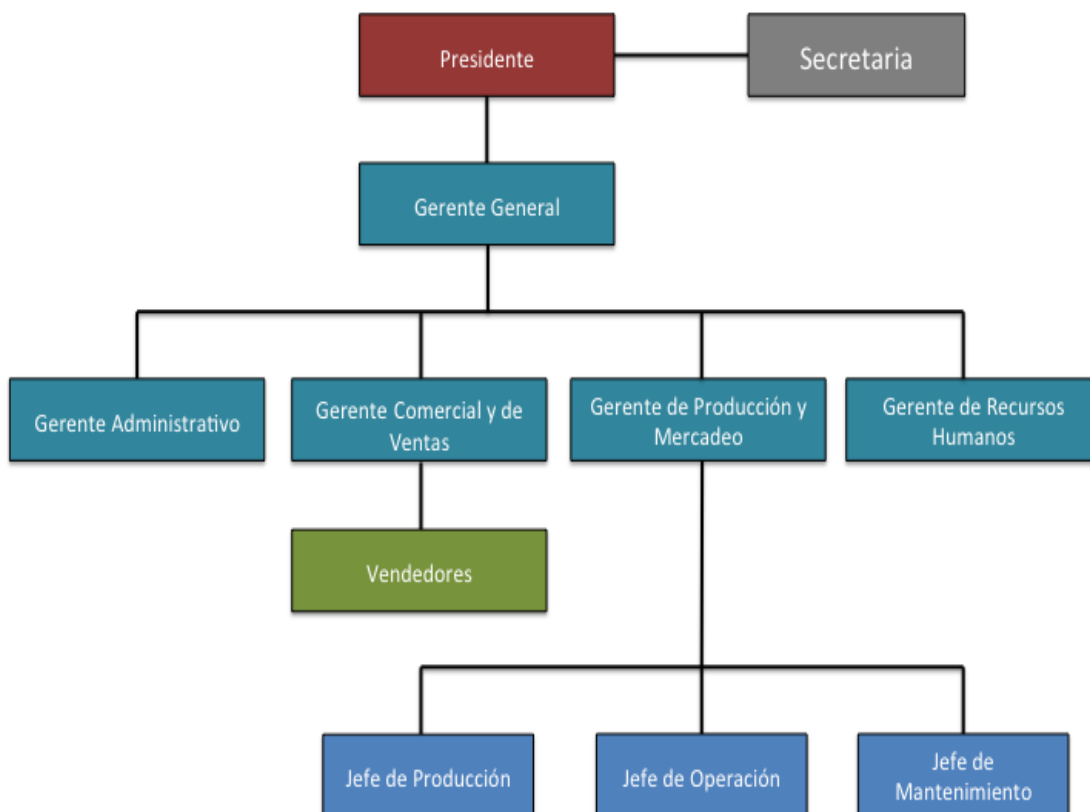 Presidente
Secretaria
Gerente General
Gerente Administrativo
Gerente Comercial y de
Ventas
Gerente de Producción y
Mercadeo
Gerente de Recursos
Humanos
Vendedores
Jefe de Producción
Jefe de Operación
Jefe de
Mantenimiento